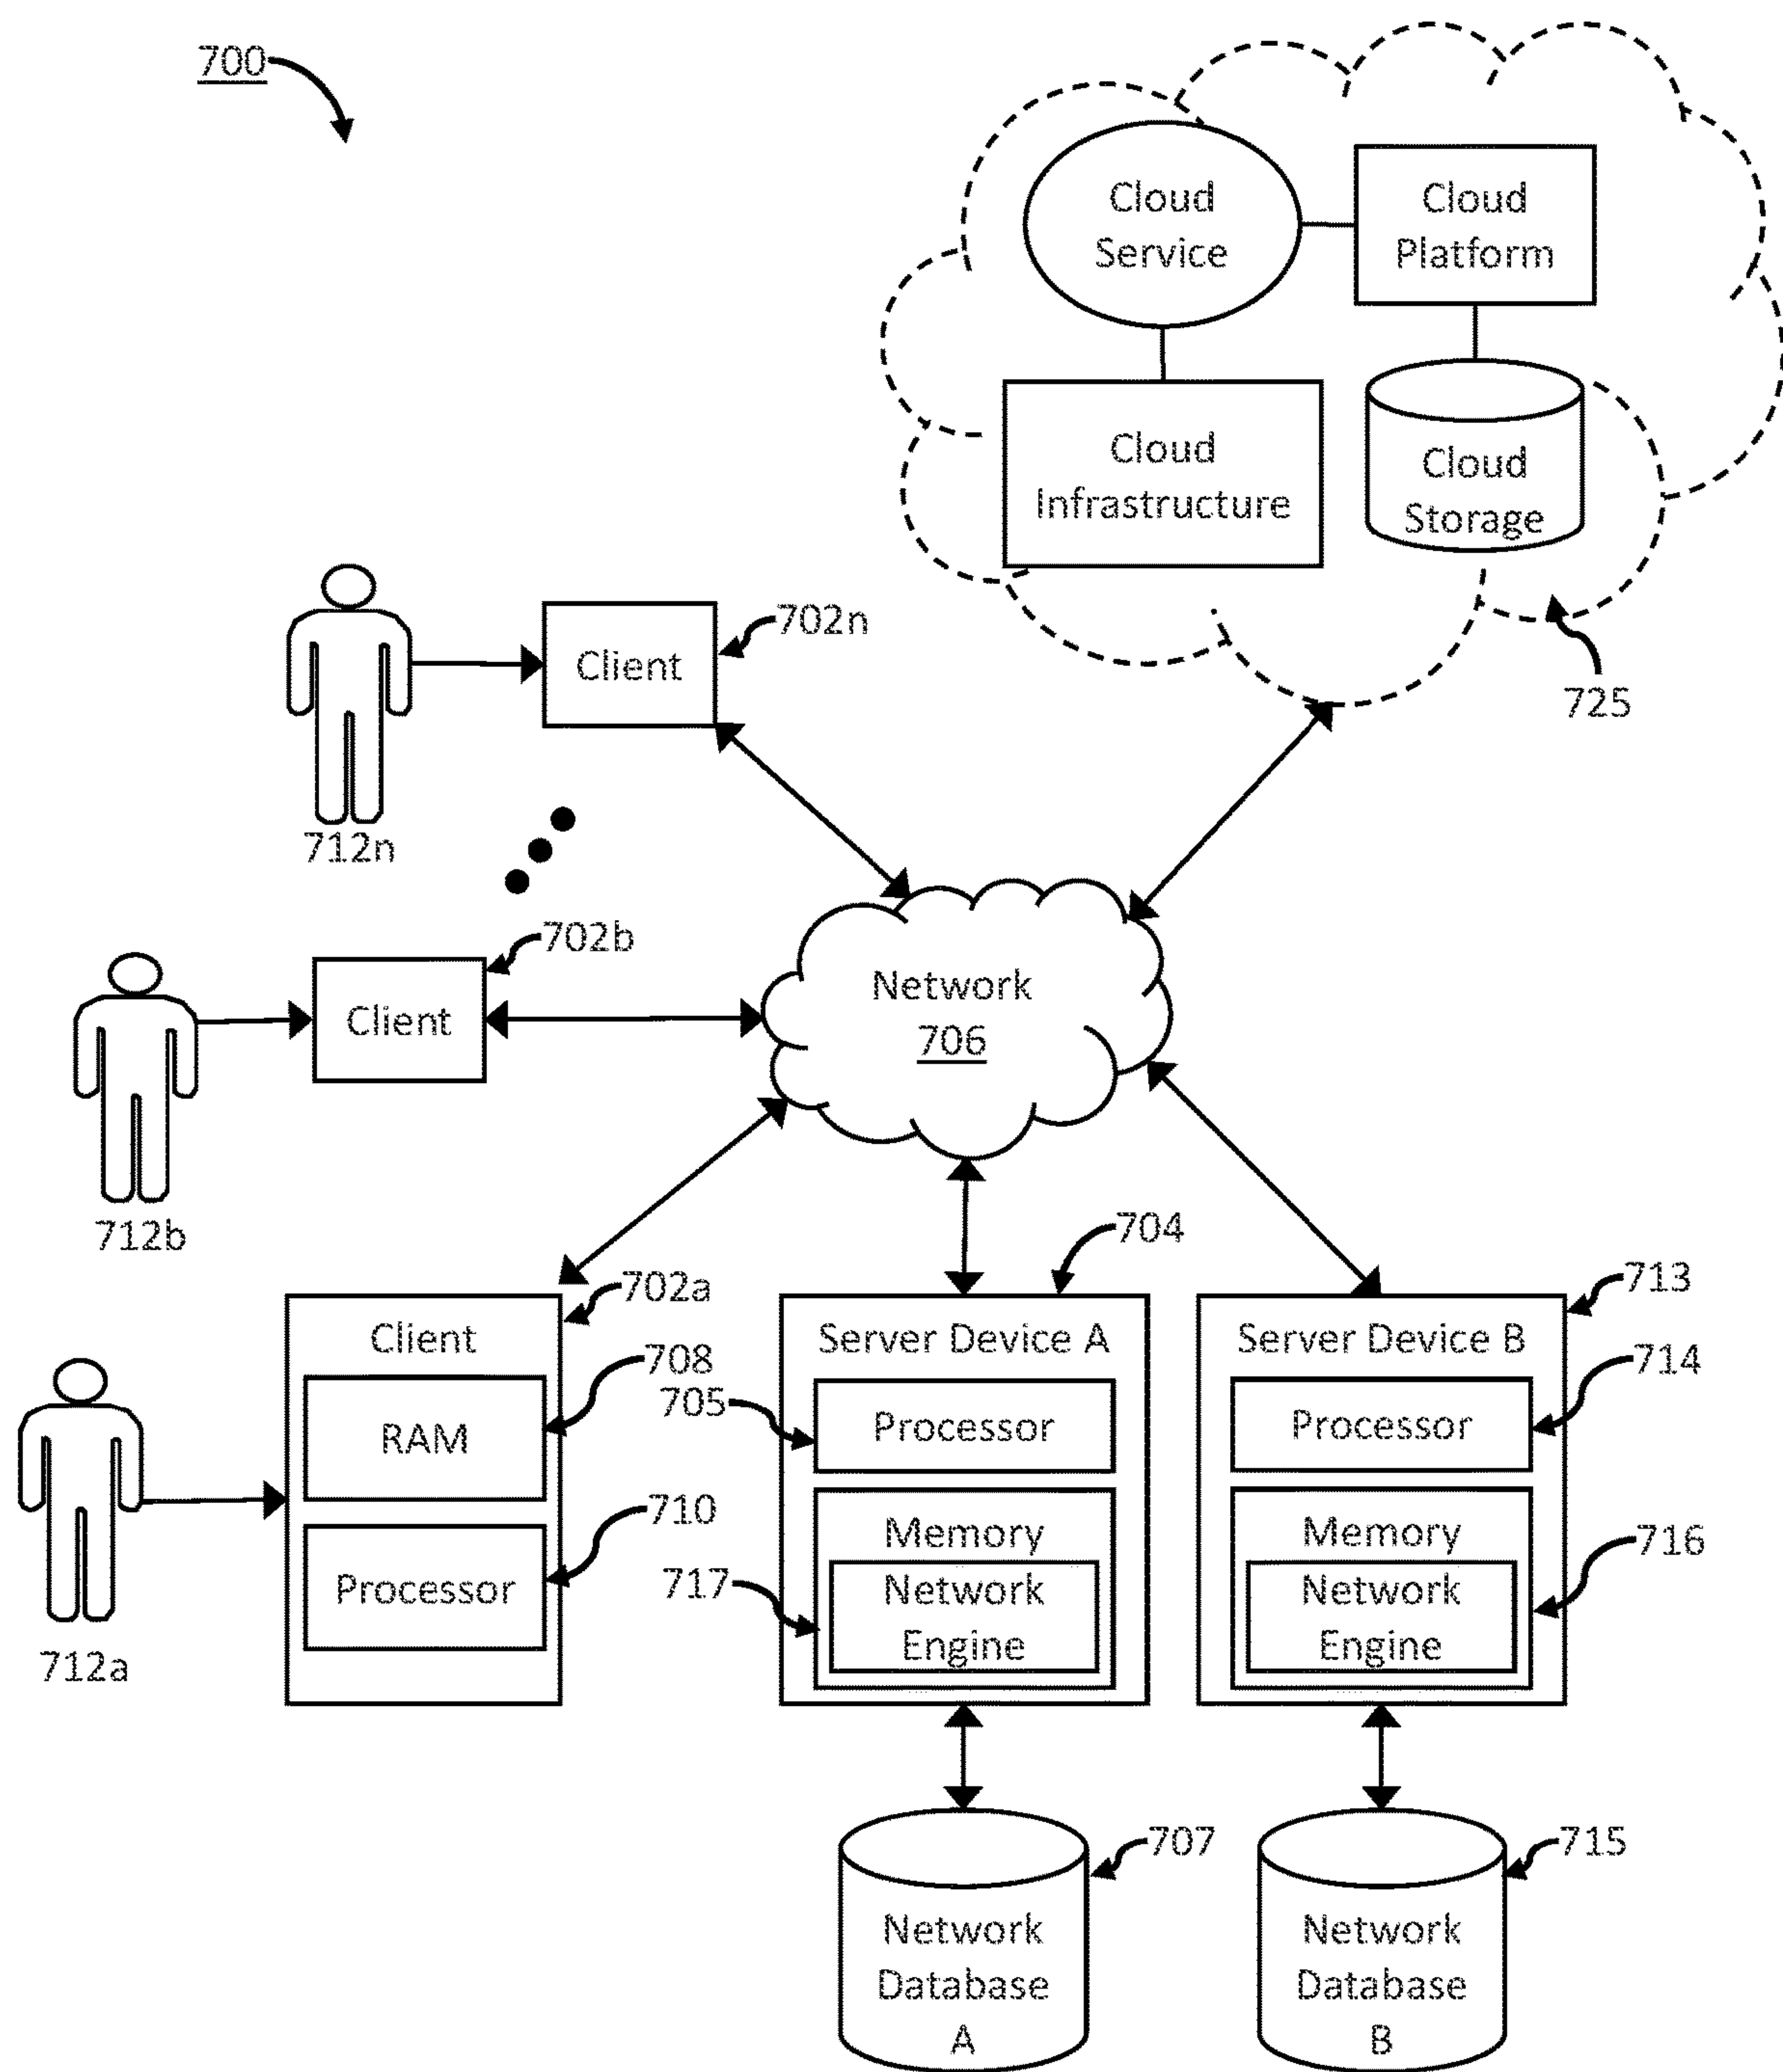 700
Cloud
Service
Cloud
Platform
Cloud
Infrastructure
Cloud
Storage
725
Client
702n
712n
702b
Client
712b
Network
706
704
702a
Client
708
RAM
710
Processor
712a
Server Device A
705
Processor
Memory
717
Network
Engine
713
Server Device B
714
Processor
Memory
716
Network
Engine
707
Network
Database
A
715
Network
Database
B